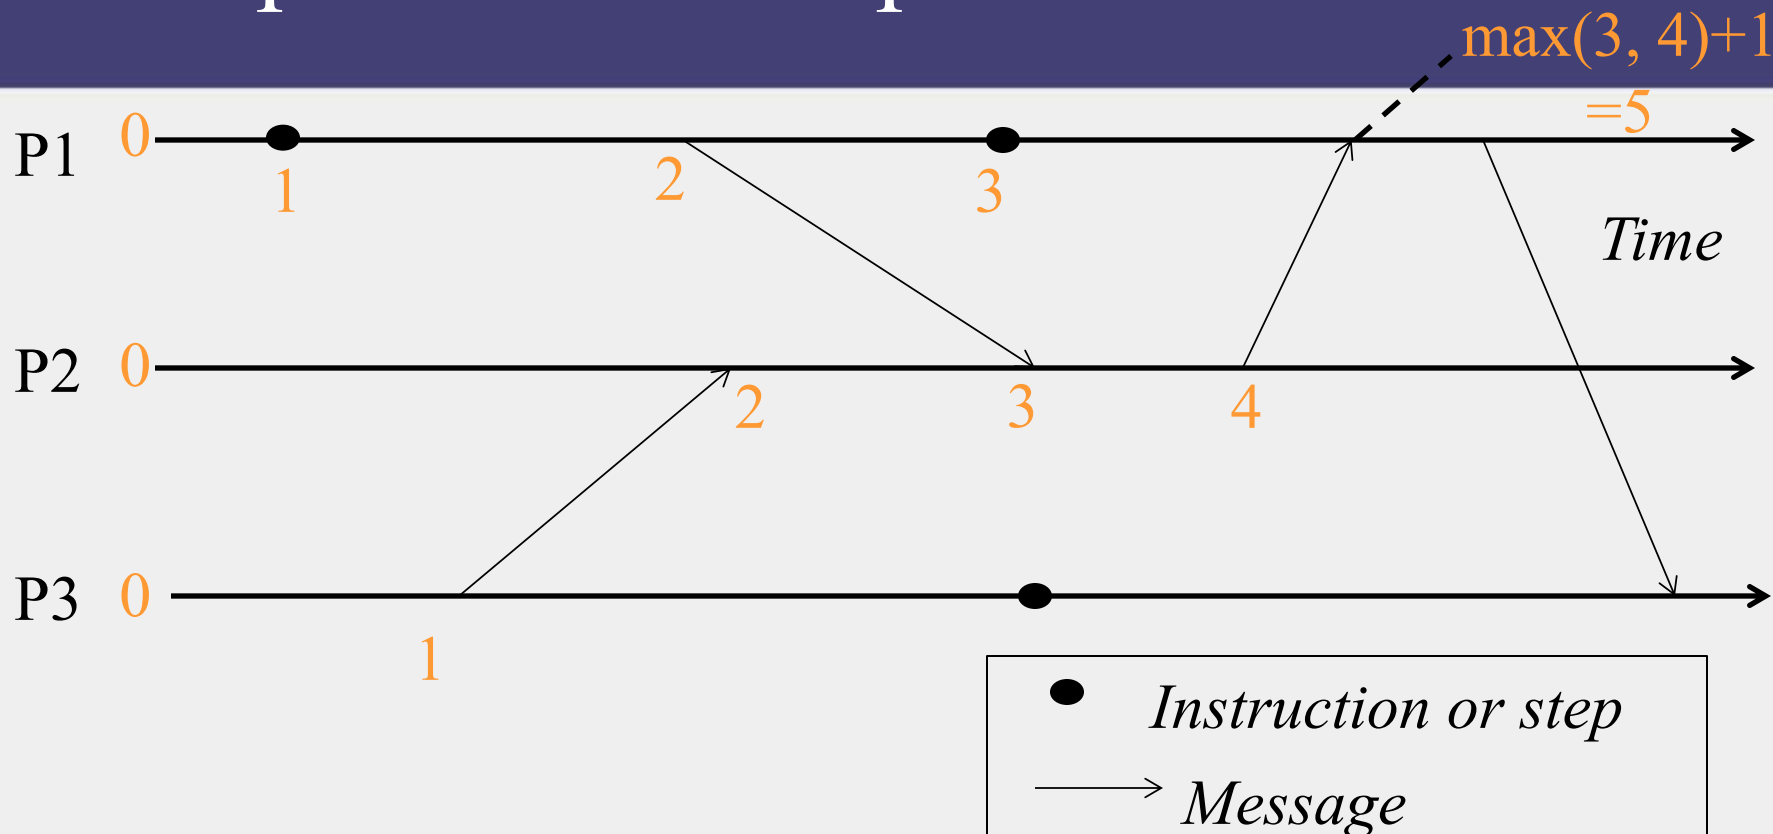 max(3, 4)+1
=5
P1 0
1 2 3
Time
P2 0
2 3 4
P3 0
1
Instruction or step
Message